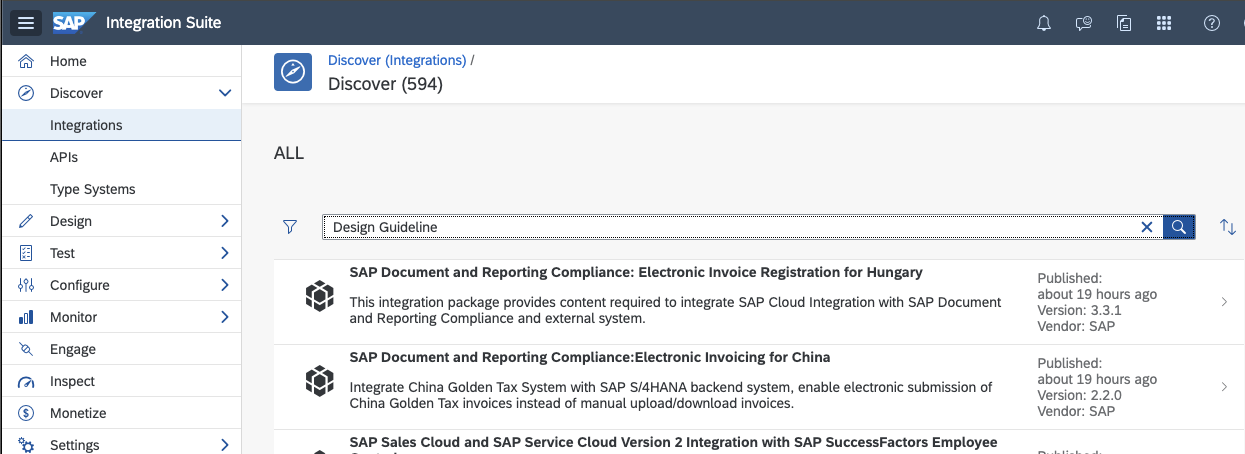 SAP Integration Suite
Home
Discover
Integrations
APIs
Type Systems
Design
Test
Configure
Monitor
Engage
Inspect
Monetize
Settings
Discover (Integrations) /
Discover (594)
ALL
Design Guideline
SAP Document and Reporting Compliance: Electronic Invoice Registration for Hungary
This integration package provides content required to integrate SAP Cloud Integration with SAP Document
and Reporting Compliance and external system.
Published:
about 19 hours ago
Version: 3.3.1
Vendor: SAP
SAP Document and Reporting Compliance:Electronic Invoicing for China
Integrate China Golden Tax System with SAP S/4HANA backend system, enable electronic submission of
China Golden Tax invoices instead of manual upload/download invoices.
Published:
about 19 hours ago
Version: 2.2.0
Vendor: SAP
SAP Sales Cloud and SAP Service Cloud Version 2 Integration with SAP SuccessFactors Employee